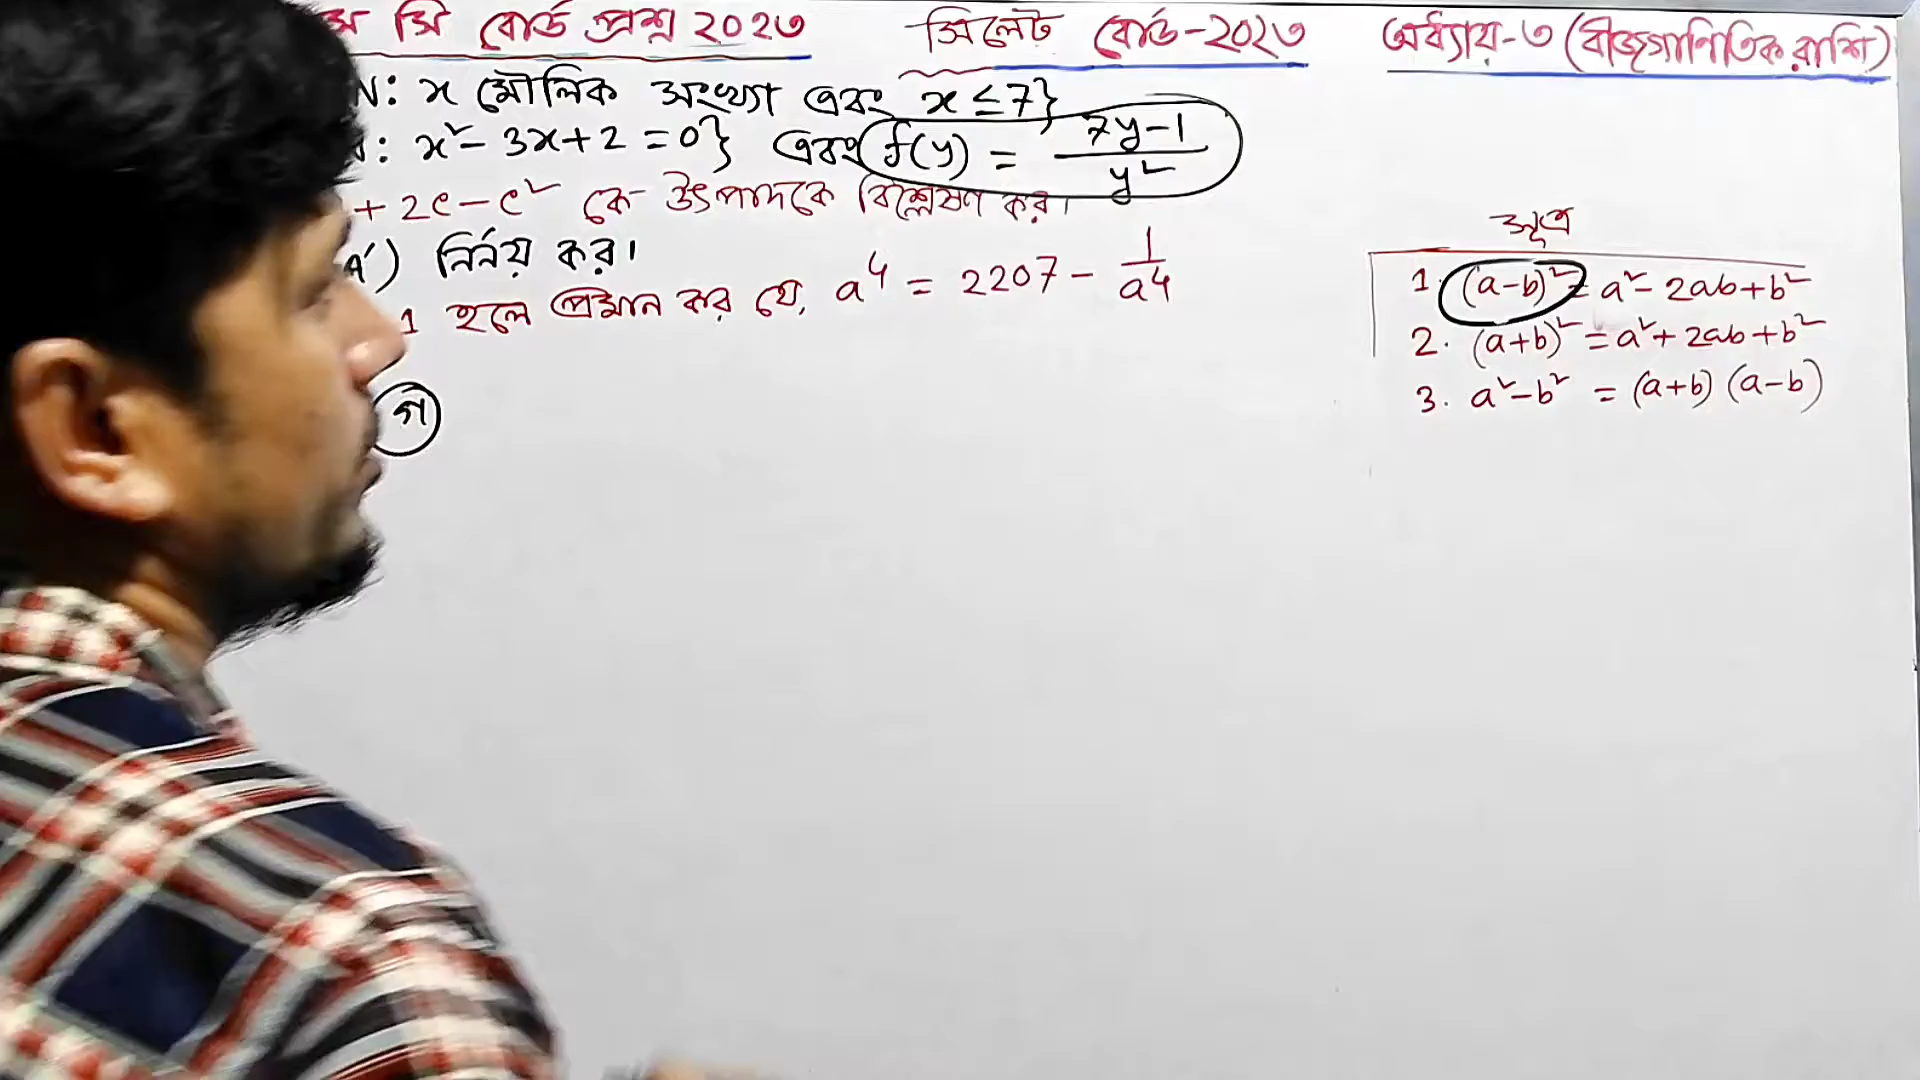 স সি বোর্ড প্রশ্ন ২০২৩ সিলেট বোর্ড-২০২৩ অধ্যায়-৩ (বীজগাণিতিক রাশি)
N: x মৌলিক সংখ্যা এবং x ≤ 7}
: x² - 3x + 2 = 0} এবং f(y) = (7y-1)/y²
+ 2c - c² কে উৎপাদকে বিশ্লেষণ কর।
A') নির্নয় কর।
1 হলে প্রমান কর যে, a⁴ = 2207 - 1/a⁴
গ
সূত্র
1. (a-b)² = a² - 2ab + b²
2. (a+b)² = a² + 2ab + b²
3. a² - b² = (a+b) (a-b)